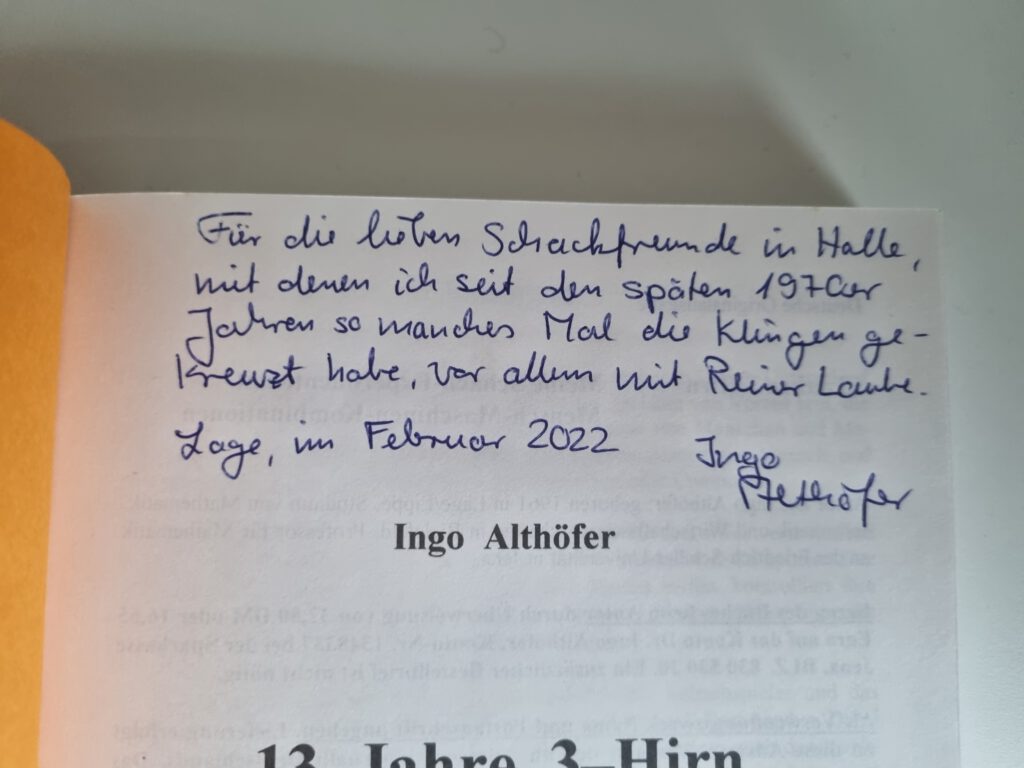 Für die lieben Schachfreunde in Halle,
mit denen ich seit den späten 1970er
Jahren so manches Mal die Klingen ge-
kreuzt habe, vor allem mit Reiner Laube.
Lage, im Februar 2022
Ingo
Althöfer
Ingo Althöfer
13 Jahre 3–Hirn